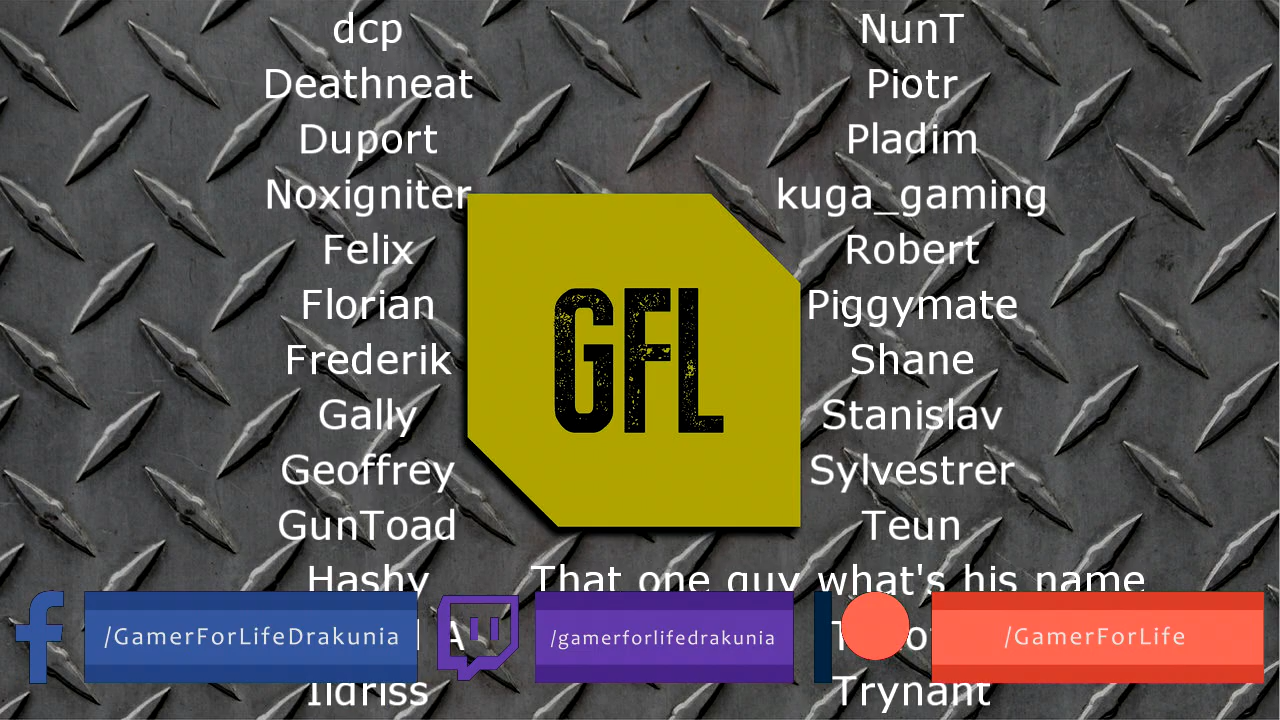 dcp
Deathneat
Duport
Noxigniter
Felix
Florian
Frederik
Gally
Geoffrey
GunToad
Hashy
Ildriss
GFL
NunT
Piotr
Pladim
kuga_gaming
Robert
Piggymate
Shane
Stanislav
Sylvestrer
Teun
That one guy what's his name
Trynant
/GamerForLifeDrakunia
/gamerforlifedrakunia
/GamerForLife